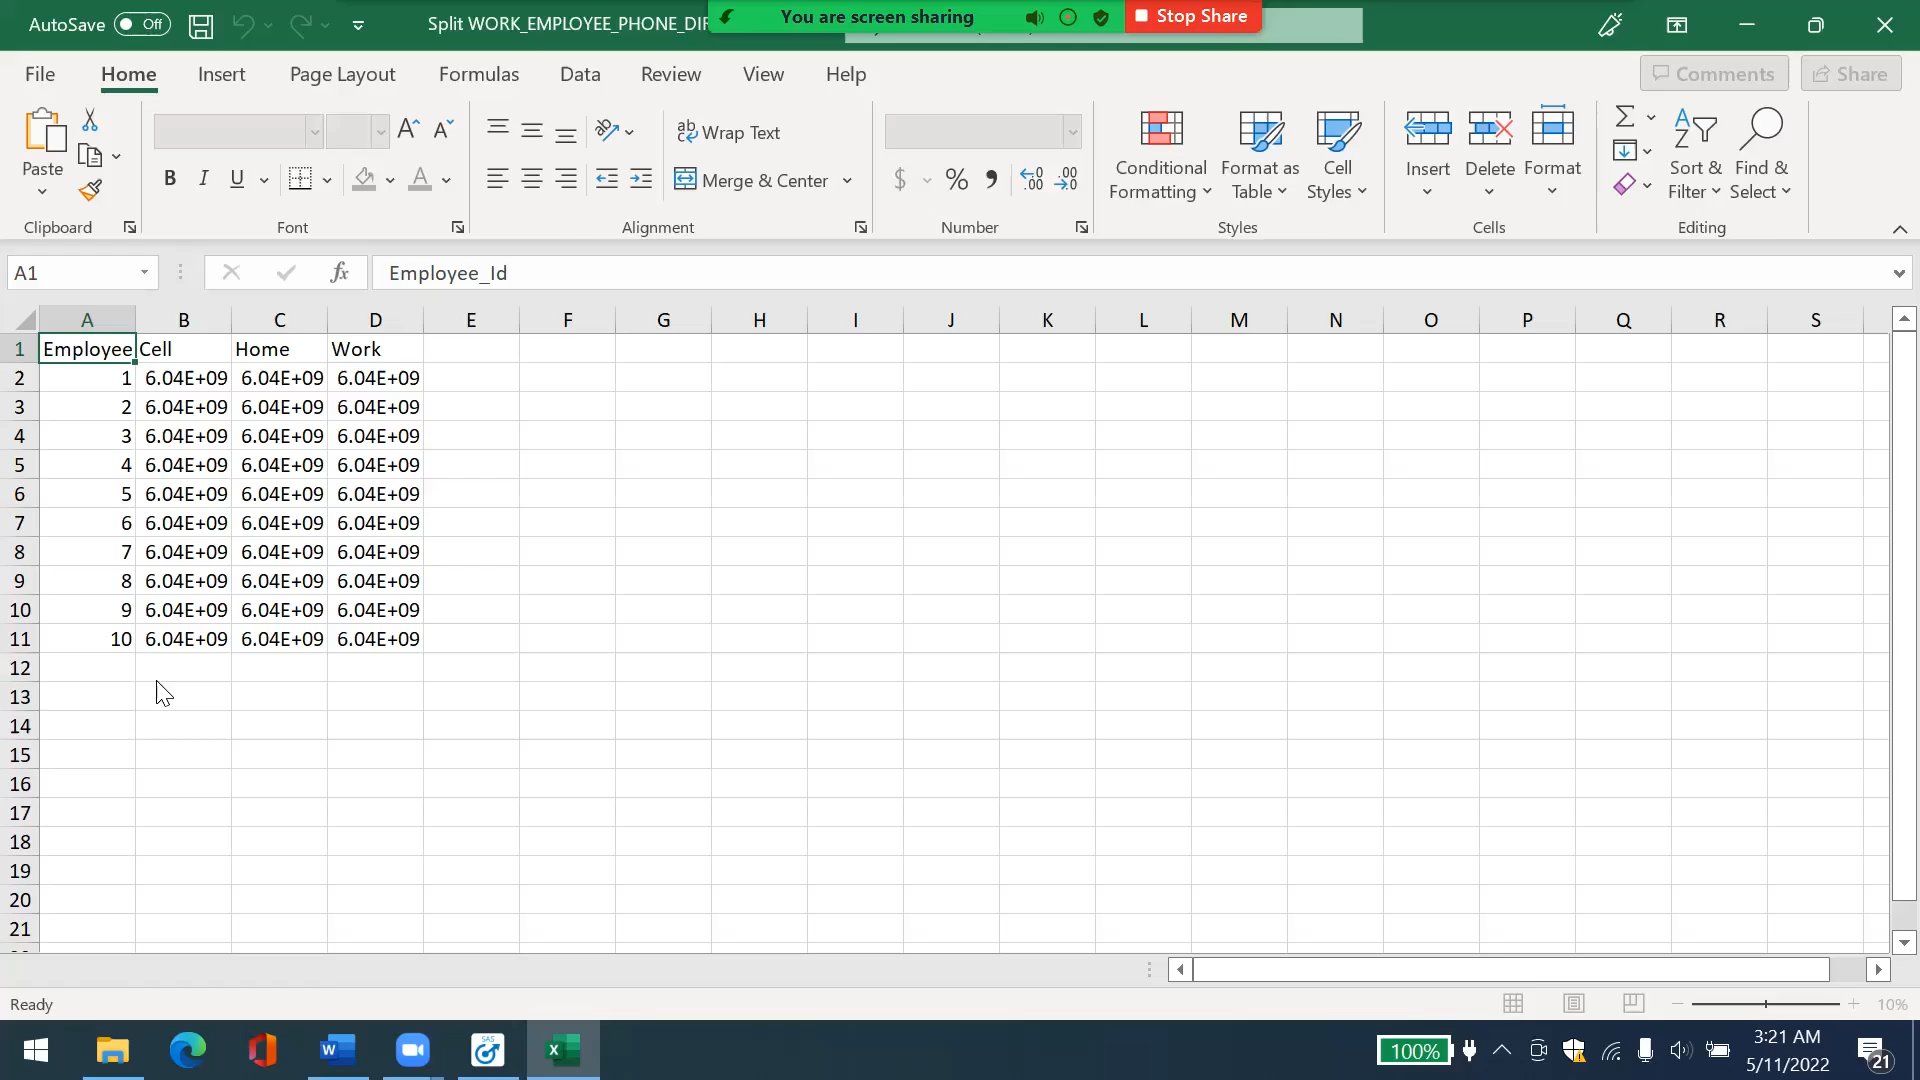 AutoSave Off Split WORK_EMPLOYEE_PHONE_DIR You are screen sharing Stop Share
File Home Insert Page Layout Formulas Data Review View Help Comments Share
Paste
Clipboard
B I U A
Font
ab Wrap Text
Merge & Center
Alignment
$ % 9 .00
Number
Conditional Formatting
Format as Table
Cell Styles
Styles
Insert Delete Format
Cells
Sort & Filter
Find & Select
Editing
A1 fx Employee_Id
A B C D E F G H I J K L M N O P Q R S
1 Employee Cell Home Work
2 1 6.04E+09 6.04E+09 6.04E+09
3 2 6.04E+09 6.04E+09 6.04E+09
4 3 6.04E+09 6.04E+09 6.04E+09
5 4 6.04E+09 6.04E+09 6.04E+09
6 5 6.04E+09 6.04E+09 6.04E+09
7 6 6.04E+09 6.04E+09 6.04E+09
8 7 6.04E+09 6.04E+09 6.04E+09
9 8 6.04E+09 6.04E+09 6.04E+09
10 9 6.04E+09 6.04E+09 6.04E+09
11 10 6.04E+09 6.04E+09 6.04E+09
12
13
14
15
16
17
18
19
20
21
Ready 10%
100% 3:21 AM
5/11/2022 21